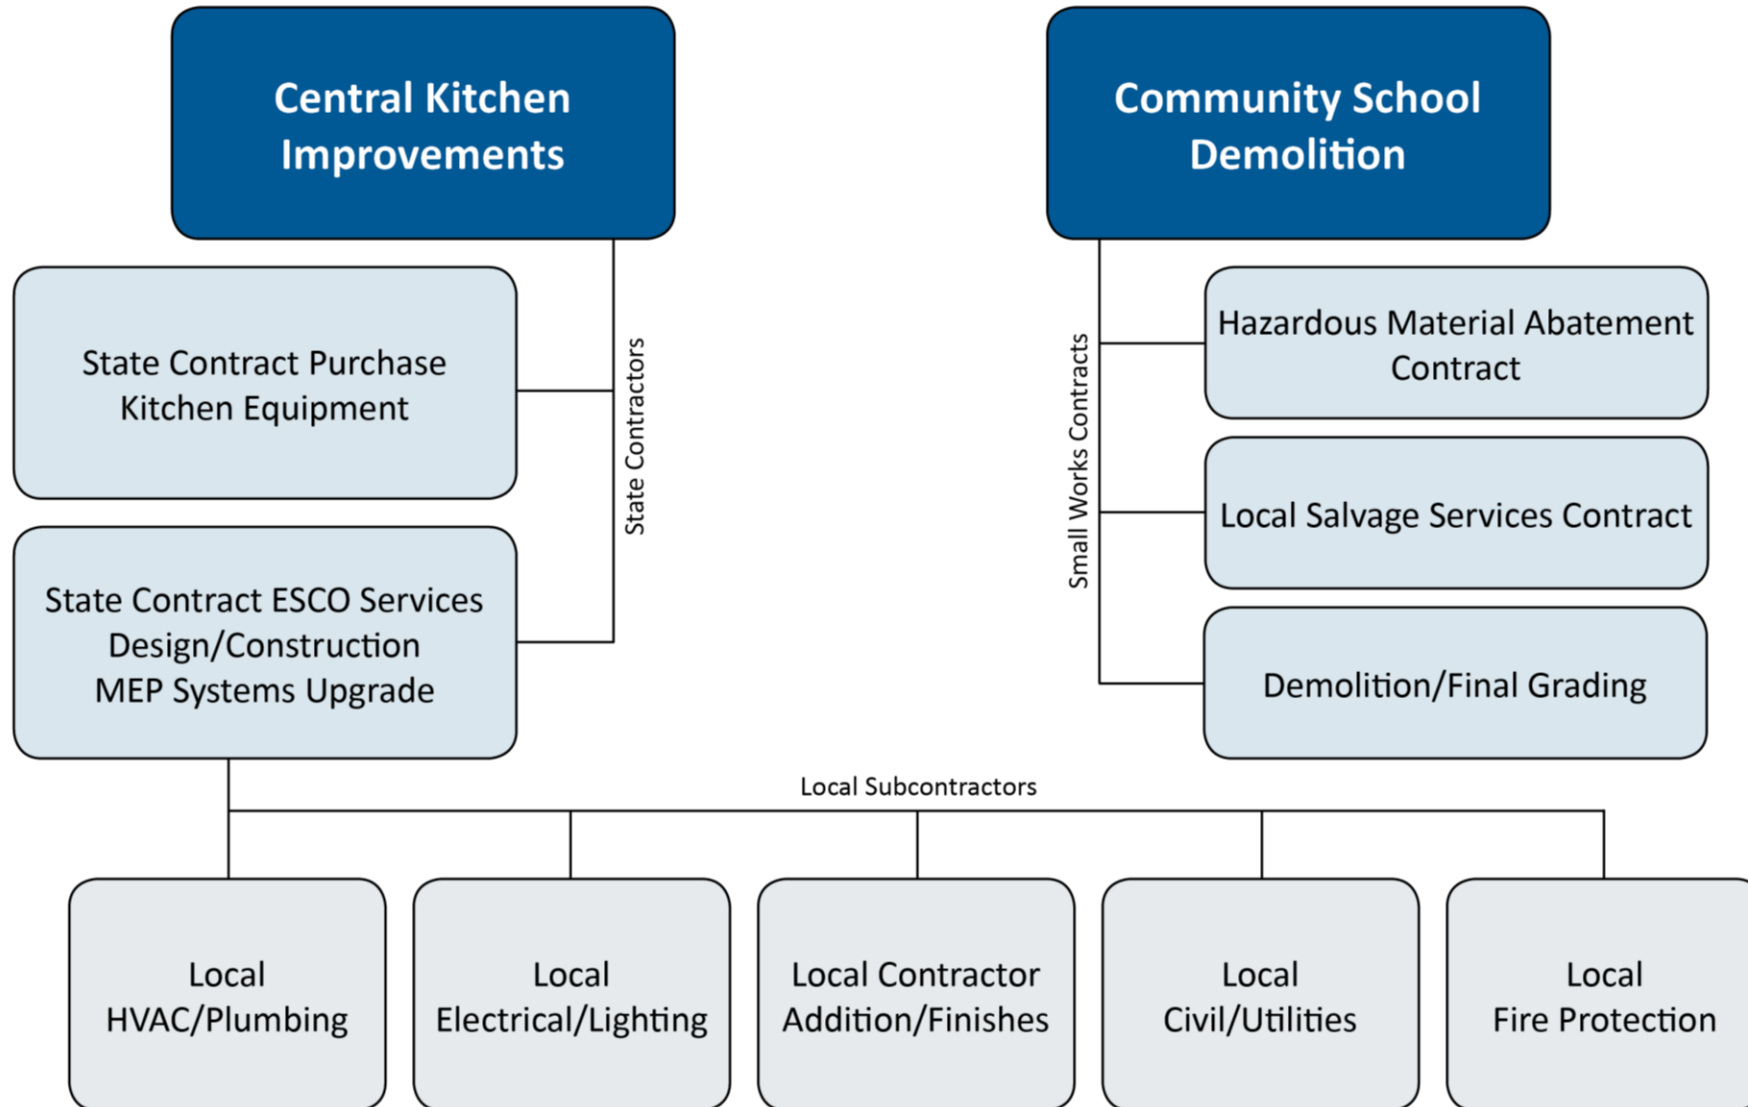 Central Kitchen
Improvements
Community School
Demolition
State Contract Purchase
Kitchen Equipment
State Contractors
Small Works Contracts
Hazardous Material Abatement
Contract
Local Salvage Services Contract
State Contract ESCO Services
Design/Construction
MEP Systems Upgrade
Demolition/Final Grading
Local Subcontractors
Local
HVAC/Plumbing
Local
Electrical/Lighting
Local Contractor
Addition/Finishes
Local
Civil/Utilities
Local
Fire Protection